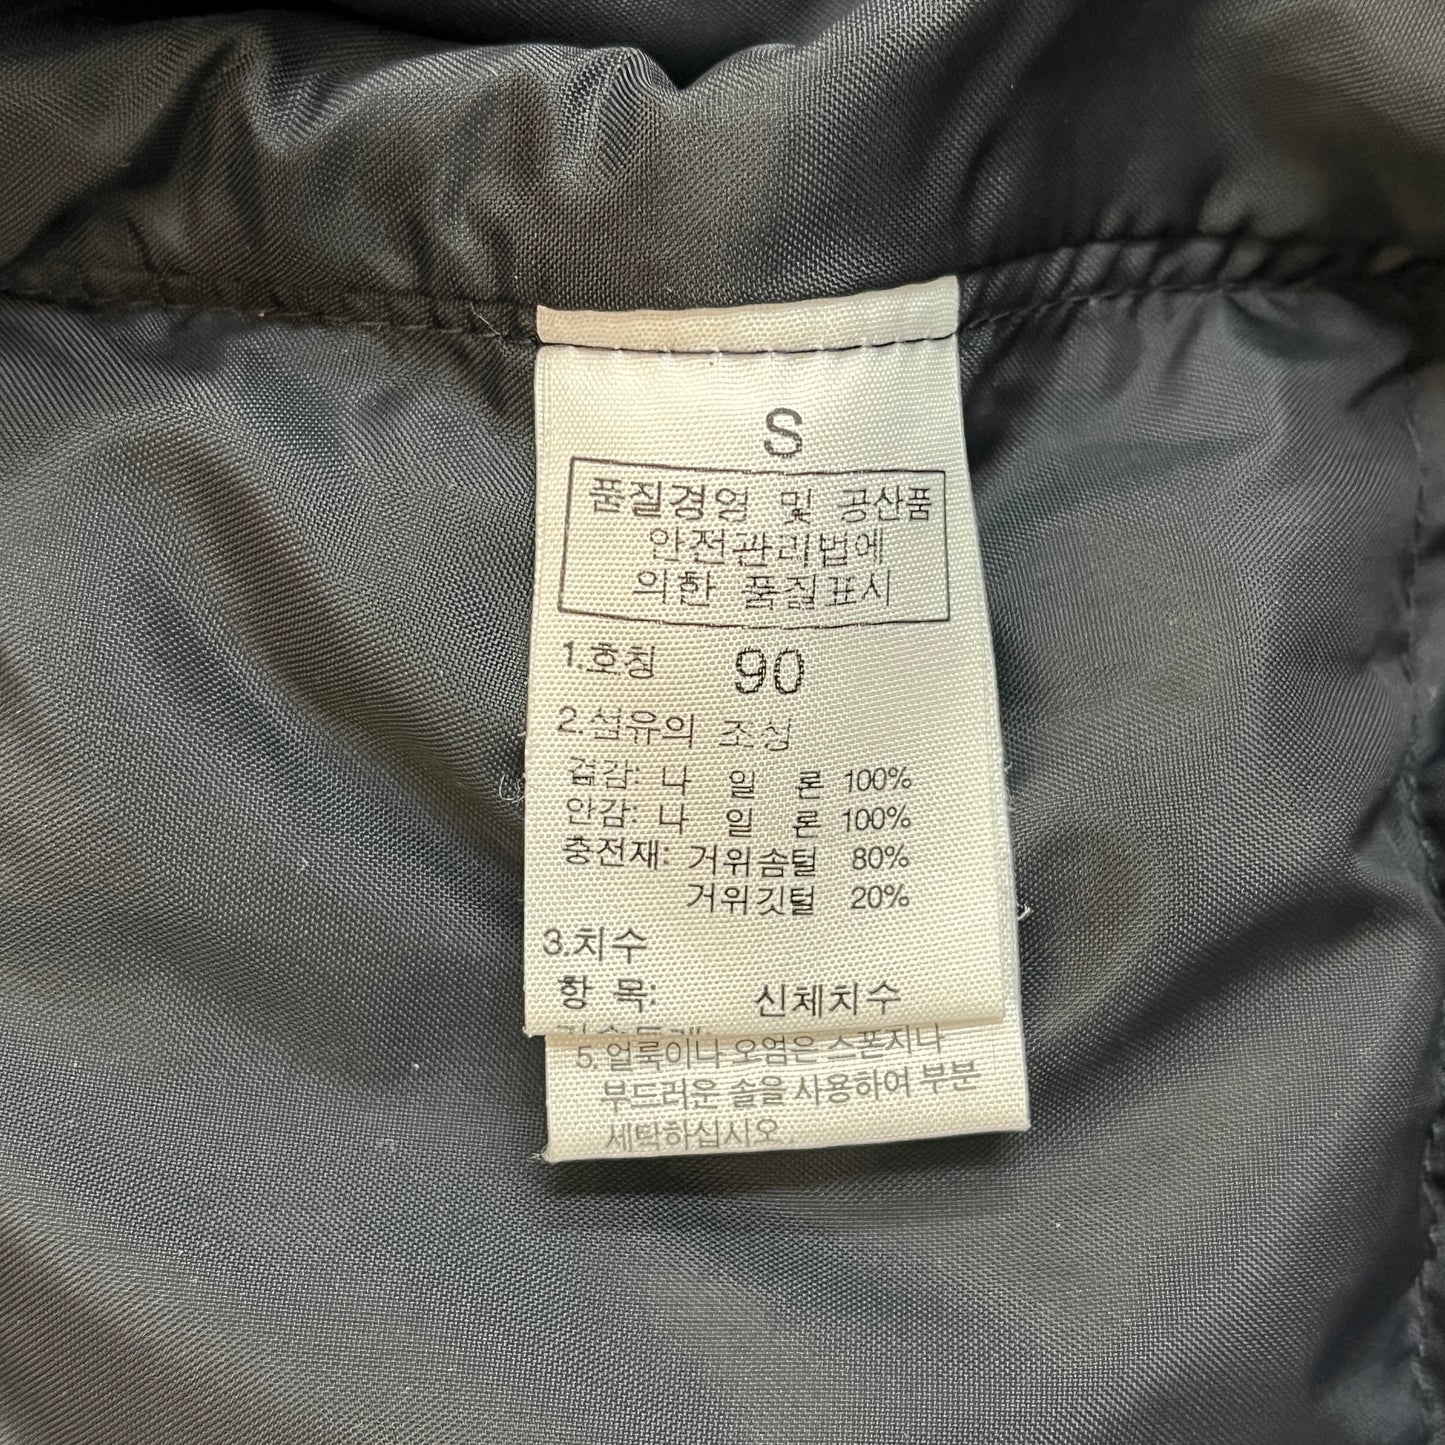 S
품질경영 및 공산품
안전관리법에
의한 품질표시
1.호칭 90
2.섬유의 조성
겉감: 나 일 론 100%
안감: 나 일 론 100%
충전재: 거위솜털 80%
거위깃털 20%
3.치수
항 목: 신체치수
5.얼룩이나 오염은 스폰지나
부드러운 솔을 사용하여 부분
세탁하십시오.